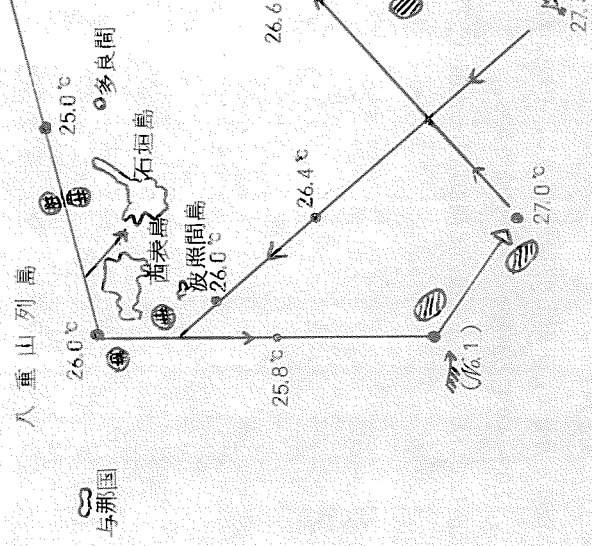 八重山列島
26.6
27.
25.0℃
多良間
石垣島
西表島
波照間島
26.0℃
26.4℃
26.0℃
25.8℃
27.0℃
(No.1)
与那国